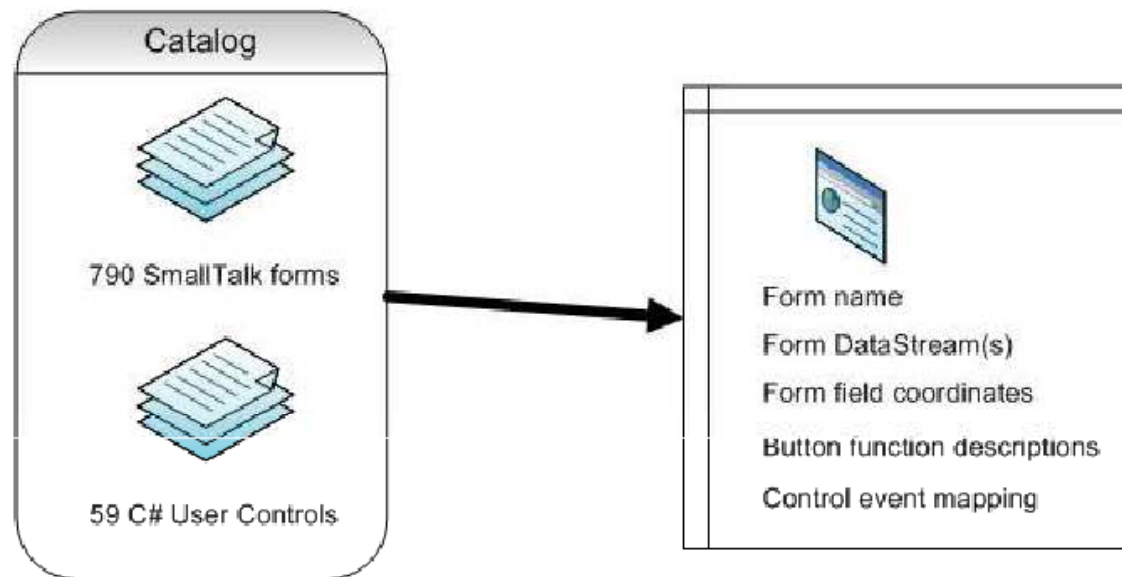 Catalog
790 SmallTalk forms
59 C# User Controls
Form name
Form DataStream(s)
Form field coordinates
Button function descriptions
Control event mapping